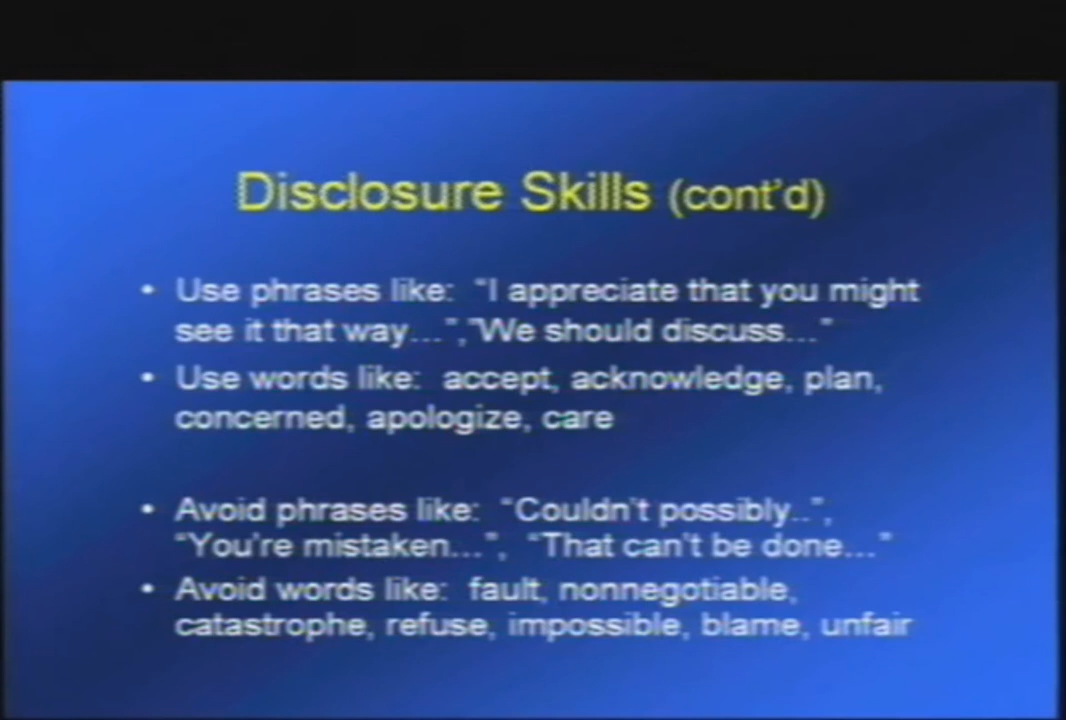 Disclosure Skills (cont'd)
• Use phrases like: "I appreciate that you might
see it that way...","We should discuss..."
• Use words like: accept, acknowledge, plan,
concerned, apologize, care
• Avoid phrases like: "Couldn't possibly..",
"You're mistaken...", "That can't be done..."
• Avoid words like: fault, nonnegotiable,
catastrophe, refuse, impossible, blame, unfair